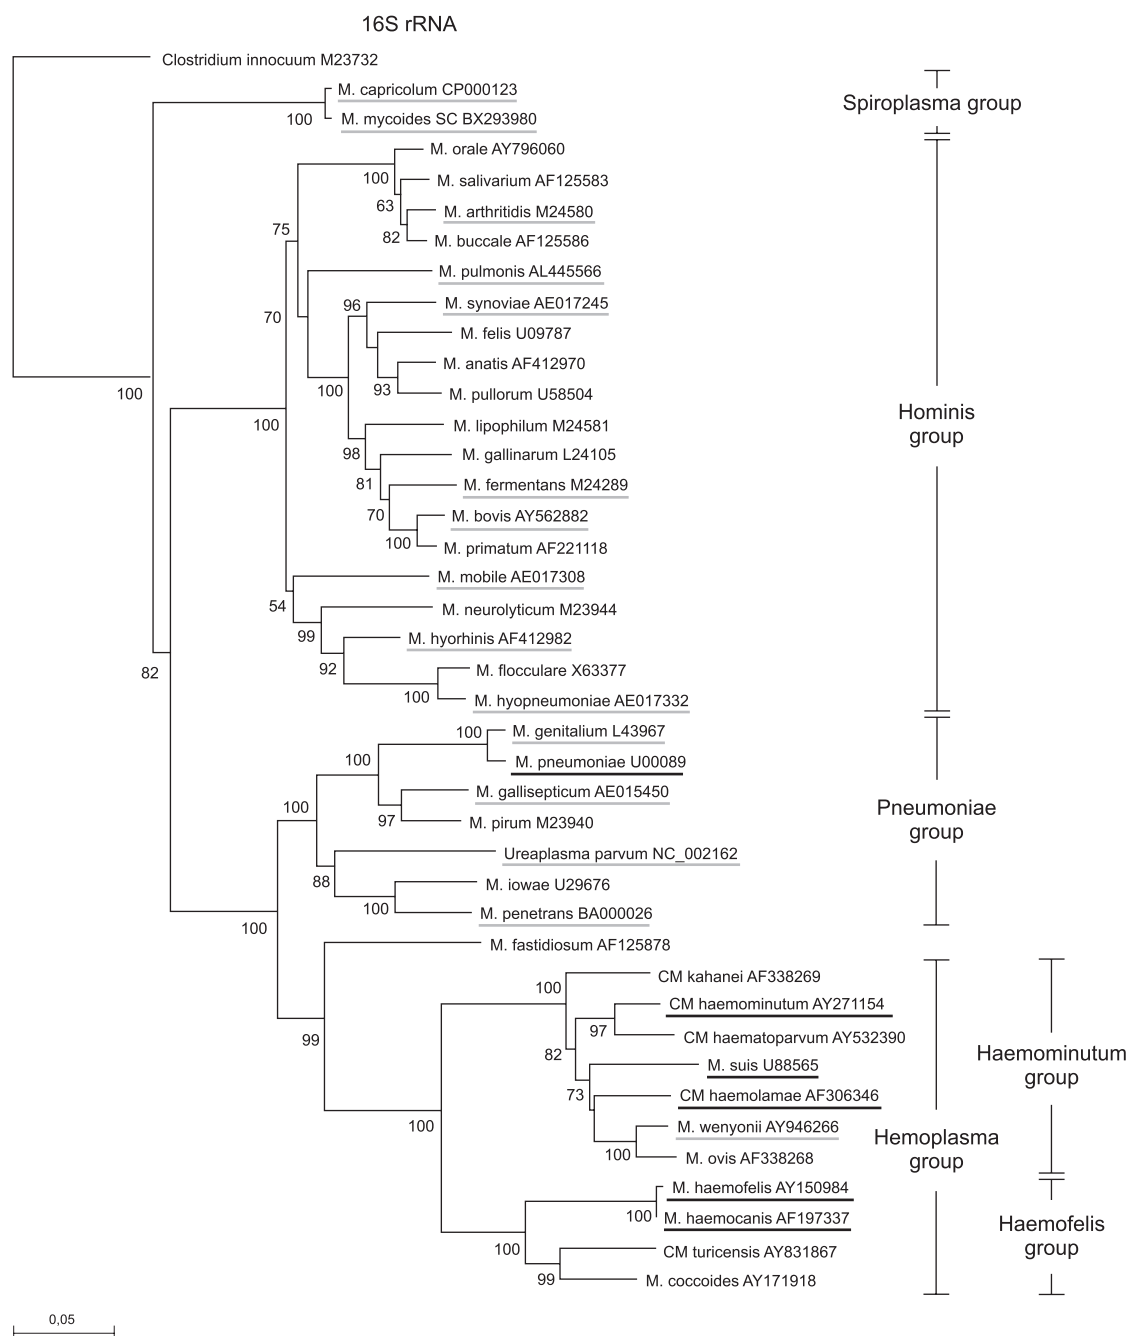 16S rRNA
Clostridium innocuum M23732
M. capricolum CP000123
Spiroplasma group
100
M. mycoides SC BX293980
M. orale AY796060
100
M. salivarium AF125583
63
M. arthritidis M24580
75
82
M. buccale AF125586
M. pulmonis AL445566
96
M. synoviae AE017245
70
M. felis U09787
M. anatis AF412970
100
100
93
M. pullorum U58504
Hominis
group
100
M. lipophilum M24581
98
M. gallinarum L24105
81
M. fermentans M24289
70
M. bovis AY562882
100
M. primatum AF221118
M. mobile AE017308
54
M. neurolyticum M23944
99
M. hyorhinis AF412982
82
92
M. flocculare X63377
100
M. hyopneumoniae AE017332
100
M. genitalium L43967
100
M. pneumoniae U00089
M. gallisepticum AE015450
100
97
M. pirum M23940
Pneumoniae
group
Ureaplasma parvum NC_002162
88
M. iowae U29676
100
M. penetrans BA000026
100
M. fastidiosum AF125878
CM kahanei AF338269
100
CM haemominutum AY271154
97
99
CM haematoparvum AY532390
82
Haemominutum
group
M. suis U88565
73
CM haemolamae AF306346
100
M. wenyonii AY946266
Hemoplasma
group
100
M. ovis AF338268
M. haemofelis AY150984
100
M. haemocanis AF197337
Haemofelis
group
100
CM turicensis AY831867
99
M. coccoides AY171918
0,05